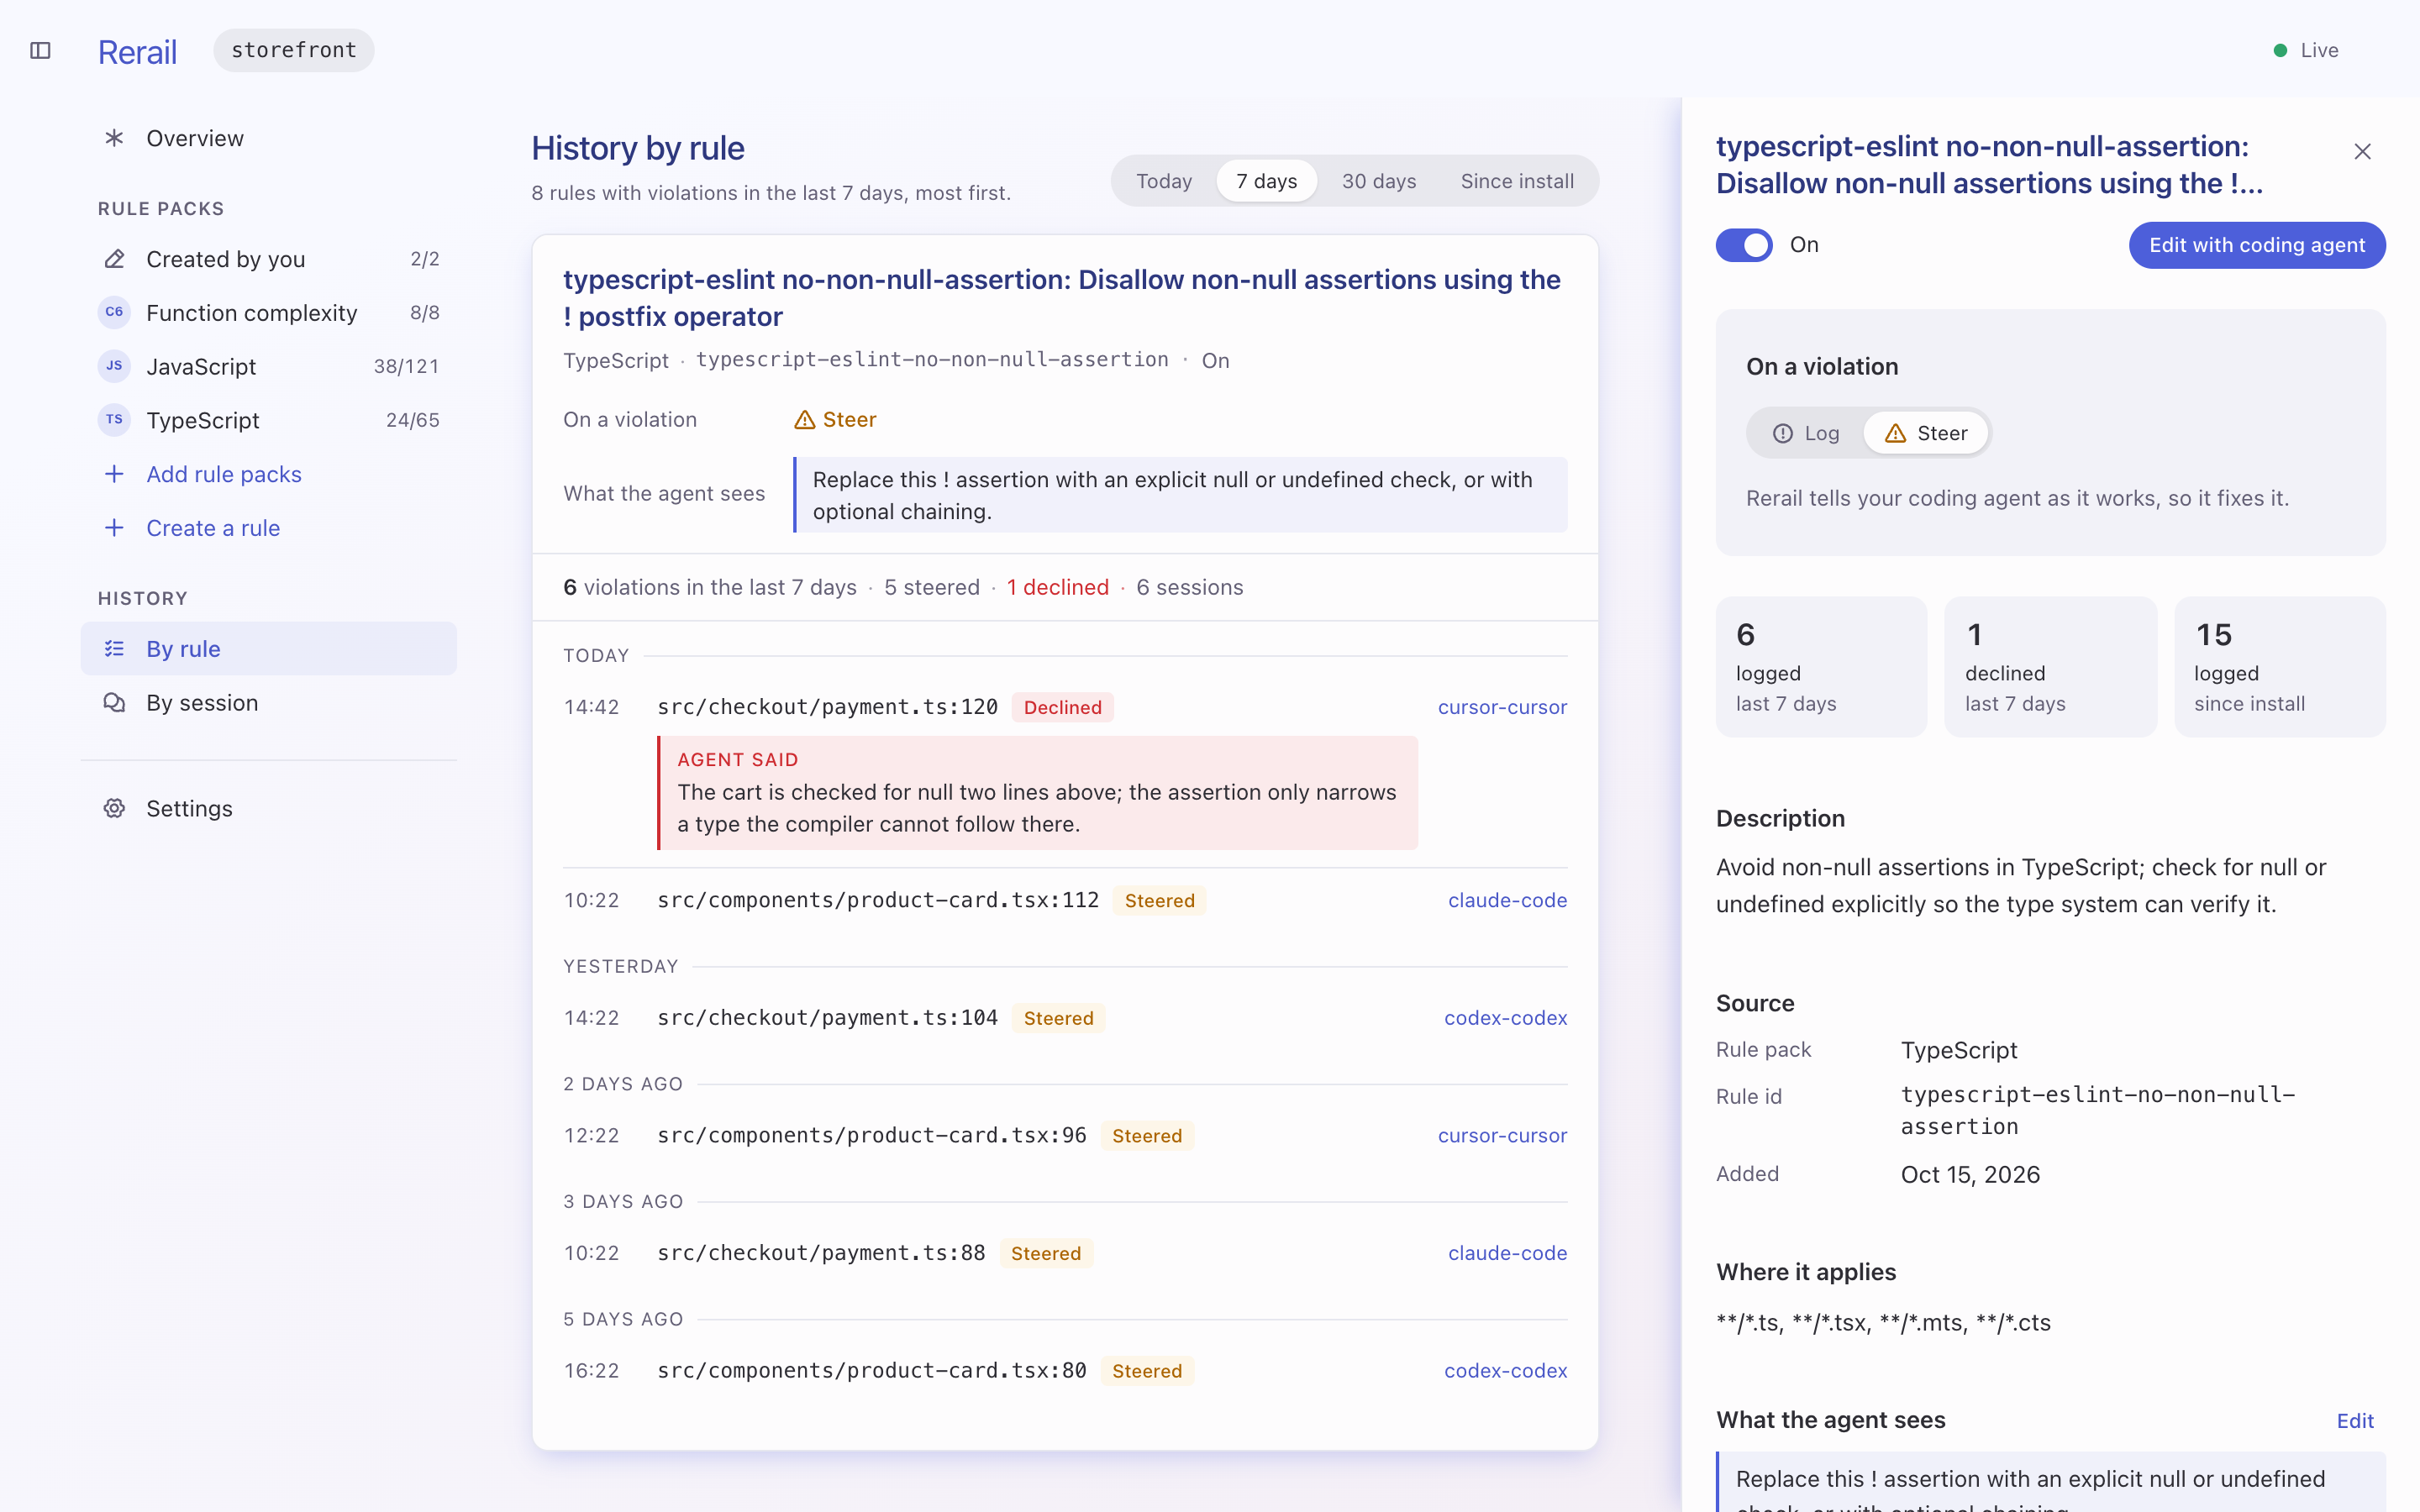 Rerail
storefront
Live
Overview
RULE PACKS
Created by you 2/2
C6 Function complexity 8/8
JS JavaScript 38/121
TS TypeScript 24/65
Add rule packs
Create a rule
HISTORY
By rule
By session
Settings
History by rule
8 rules with violations in the last 7 days, most first.
Today 7 days 30 days Since install
typescript-eslint no-non-null-assertion: Disallow non-null assertions using the
! postfix operator
TypeScript · typescript-eslint-no-non-null-assertion · On
On a violation Steer
What the agent sees
Replace this ! assertion with an explicit null or undefined check, or with
optional chaining.
6 violations in the last 7 days · 5 steered · 1 declined · 6 sessions
TODAY
14:42 src/checkout/payment.ts:120 Declined cursor-cursor
AGENT SAID
The cart is checked for null two lines above; the assertion only narrows
a type the compiler cannot follow there.
10:22 src/components/product-card.tsx:112 Steered claude-code
YESTERDAY
14:22 src/checkout/payment.ts:104 Steered codex-codex
2 DAYS AGO
12:22 src/components/product-card.tsx:96 Steered cursor-cursor
3 DAYS AGO
10:22 src/checkout/payment.ts:88 Steered claude-code
5 DAYS AGO
16:22 src/components/product-card.tsx:80 Steered codex-codex
typescript-eslint no-non-null-assertion:
Disallow non-null assertions using the !...
On
Edit with coding agent
On a violation
Log Steer
Rerail tells your coding agent as it works, so it fixes it.
6
logged
last 7 days
1
declined
last 7 days
15
logged
since install
Description
Avoid non-null assertions in TypeScript; check for null or
undefined explicitly so the type system can verify it.
Source
Rule pack TypeScript
Rule id typescript-eslint-no-non-null-
assertion
Added Oct 15, 2026
Where it applies
**/*.ts, **/*.tsx, **/*.mts, **/*.cts
What the agent sees Edit
Replace this ! assertion with an explicit null or undefined
check, or with optional chaining.